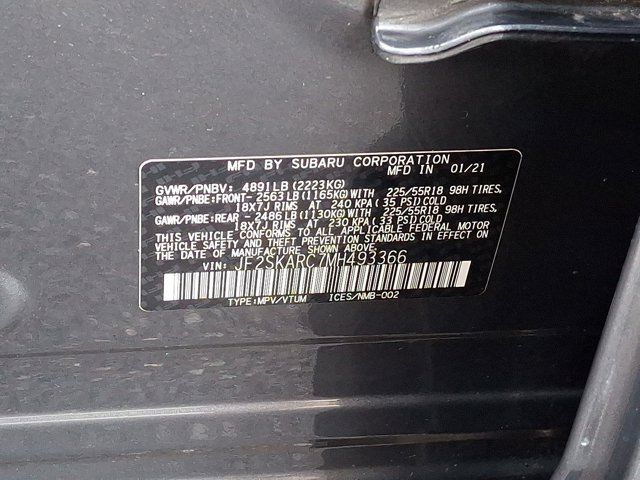 MFD BY SUBARU CORPORATION
MFD IN 01/21
GVWR/PNBV: 4891LB(2223KG)
GAWR/PNBE:FRONT- 2563LB(1165KG)WITH 225/55R18 98H TIRES,
18X7J RIMS AT 240 KPA(35 PSI)COLD
GAWR/PNBE:REAR - 2486LB(1130KG)WITH 225/55R18 98H TIRES,
18X7J RIMS AT 230 KPA(33 PSI)COLD
THIS VEHICLE CONFORMS TO ALL APPLICABLE FEDERAL MOTOR
VEHICLE SAFETY AND THEFT PREVENTION STANDARDS IN EFFECT ON
THE DATE OF MANUFACTURE SHOWN ABOVE.
VIN: JF2SKARC7MH493366
TYPE:MPV/VTUM ICES/NMB-002